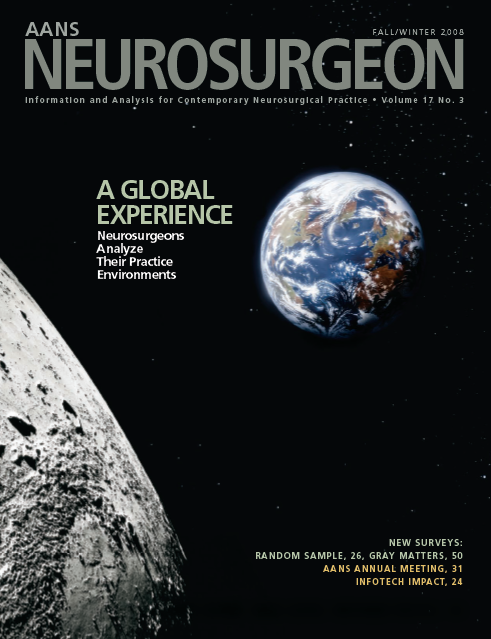 AANS
FALL/WINTER 2008
NEUROSURGEON
Information and Analysis for Contemporary Neurosurgical Practice • Volume 17 No. 3
A GLOBAL
EXPERIENCE
Neurosurgeons
Analyze
Their Practice
Environments
NEW SURVEYS:
RANDOM SAMPLE, 26, GRAY MATTERS, 50
AANS ANNUAL MEETING, 31
INFOTECH IMPACT, 24